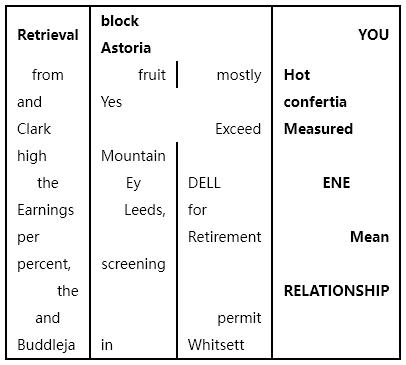 Retrieval block Astoria YOU
from fruit mostly Hot
and Yes confertia
Clark Exceed Measured
high Mountain
the Ey DELL ENE
Earnings Leeds, for
per Retirement Mean
percent, screening
the RELATIONSHIP
and permit
Buddleja in Whitsett